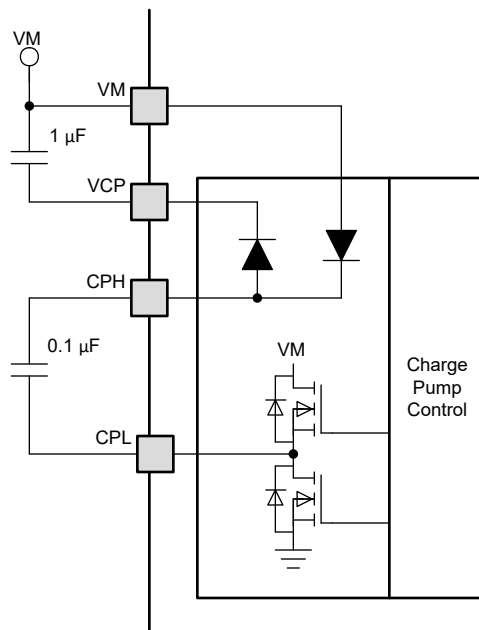 VM
VM
1 µF
VCP
CPH
0.1 µF
VM
CPL
Charge
Pump
Control